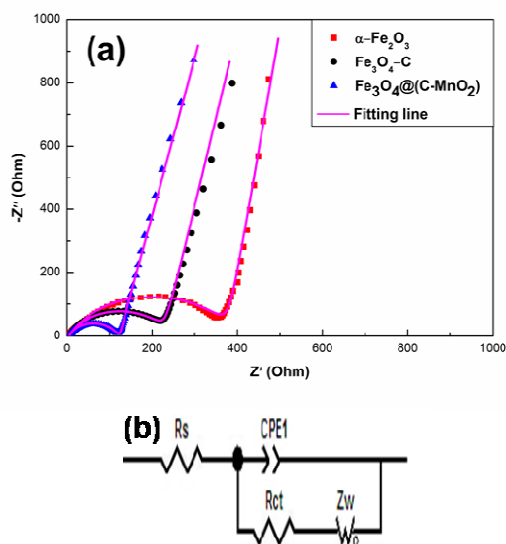 (a)
α-Fe₂O₃
Fe₃O₄-C
Fe₃O₄@(C-MnO₂)
Fitting line
1000
800
600
400
200
0
-Z'' (Ohm)
0 200 400 600 800 1000
Z' (Ohm)
(b)
Rs
CPE1
Rct
Zw
o